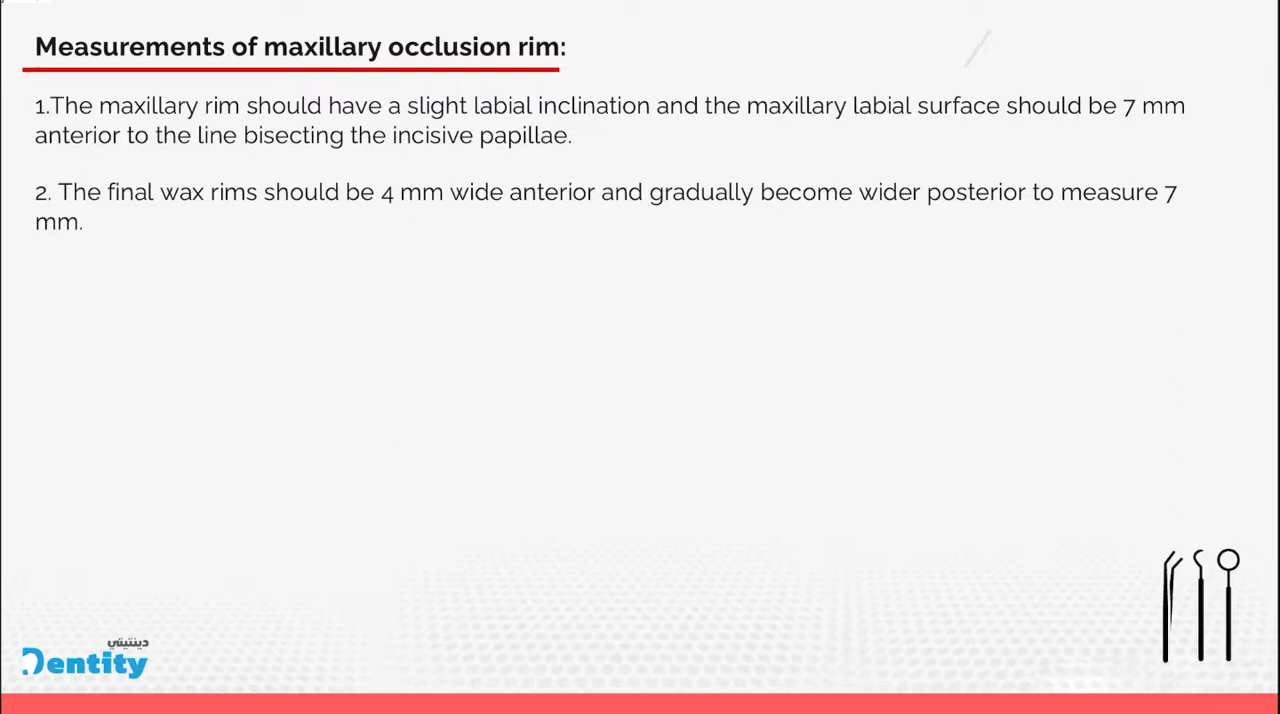 Measurements of maxillary occlusion rim:
1.The maxillary rim should have a slight labial inclination and the maxillary labial surface should be 7 mm
anterior to the line bisecting the incisive papillae.
2. The final wax rims should be 4 mm wide anterior and gradually become wider posterior to measure 7
mm.
دينتيتي
Dentity